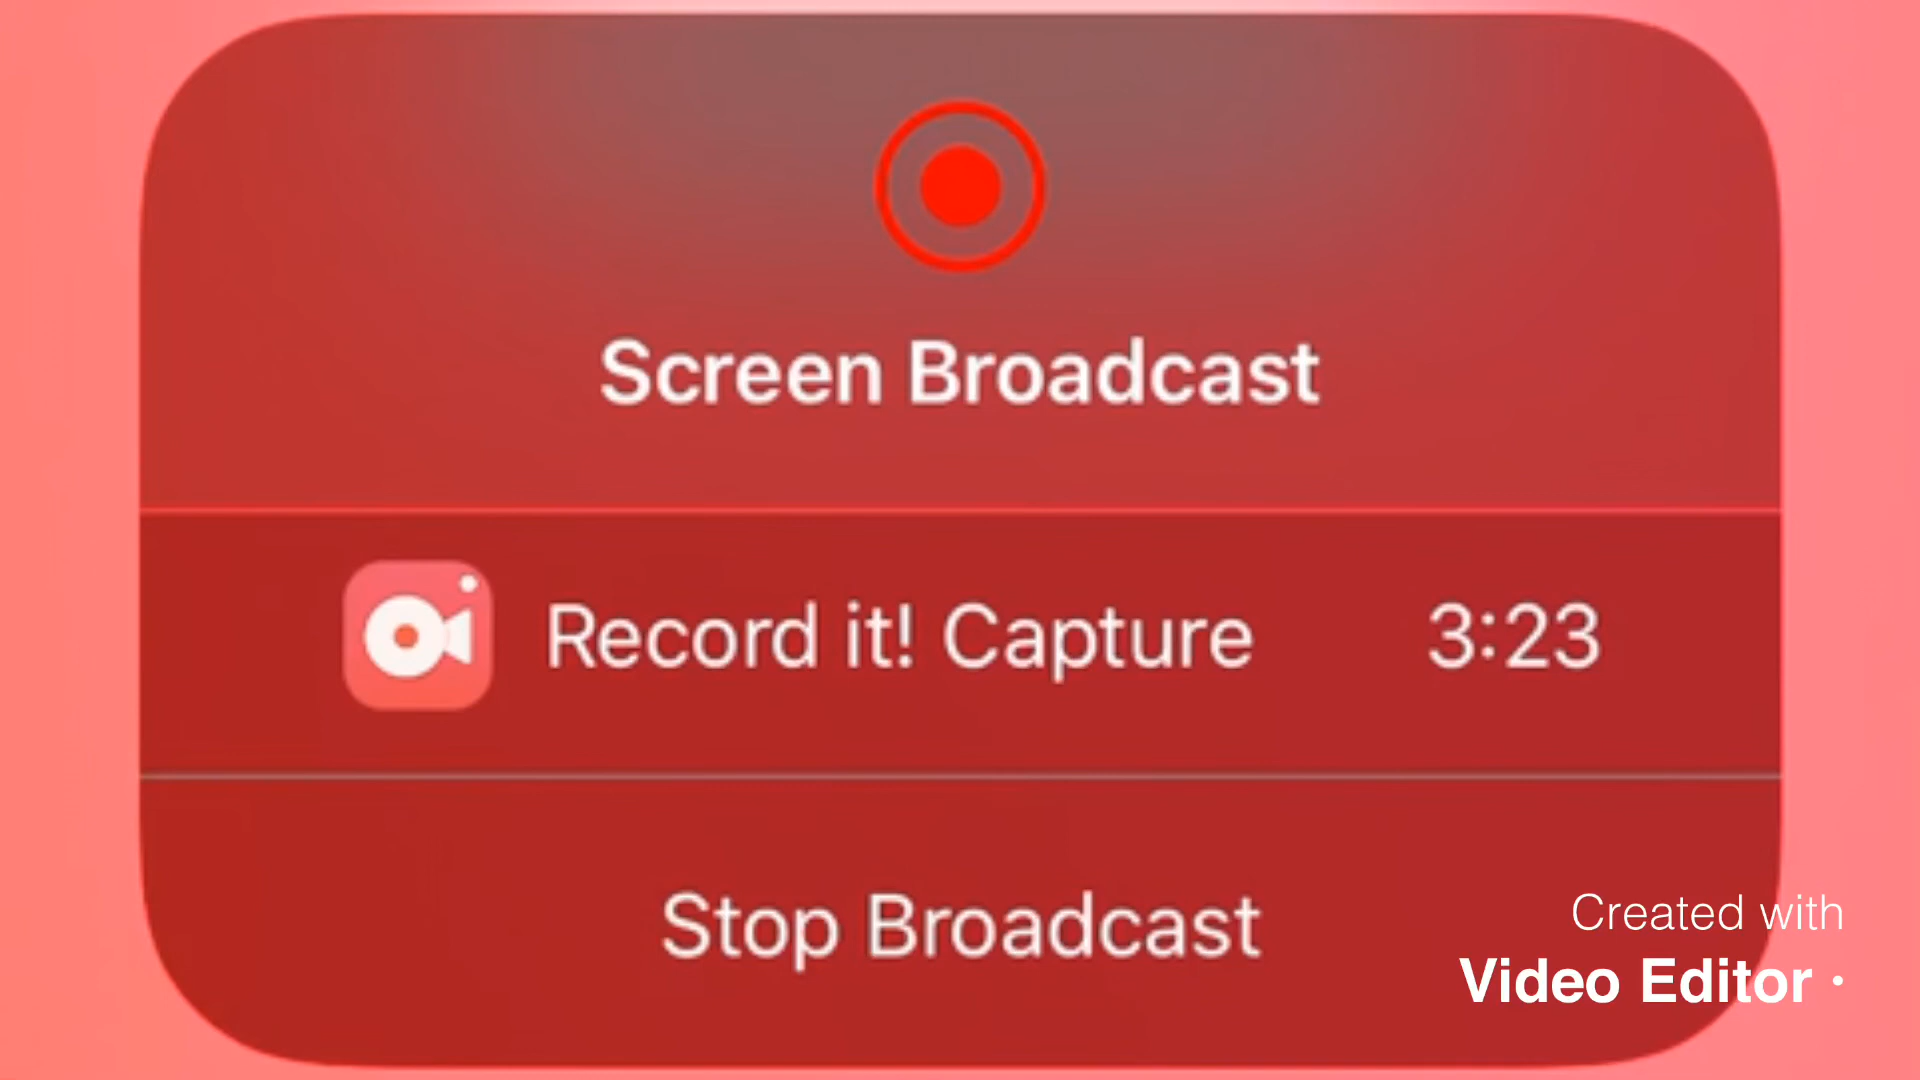 Screen Broadcast
Record it! Capture 3:23
Stop Broadcast
Created with
Video Editor ·